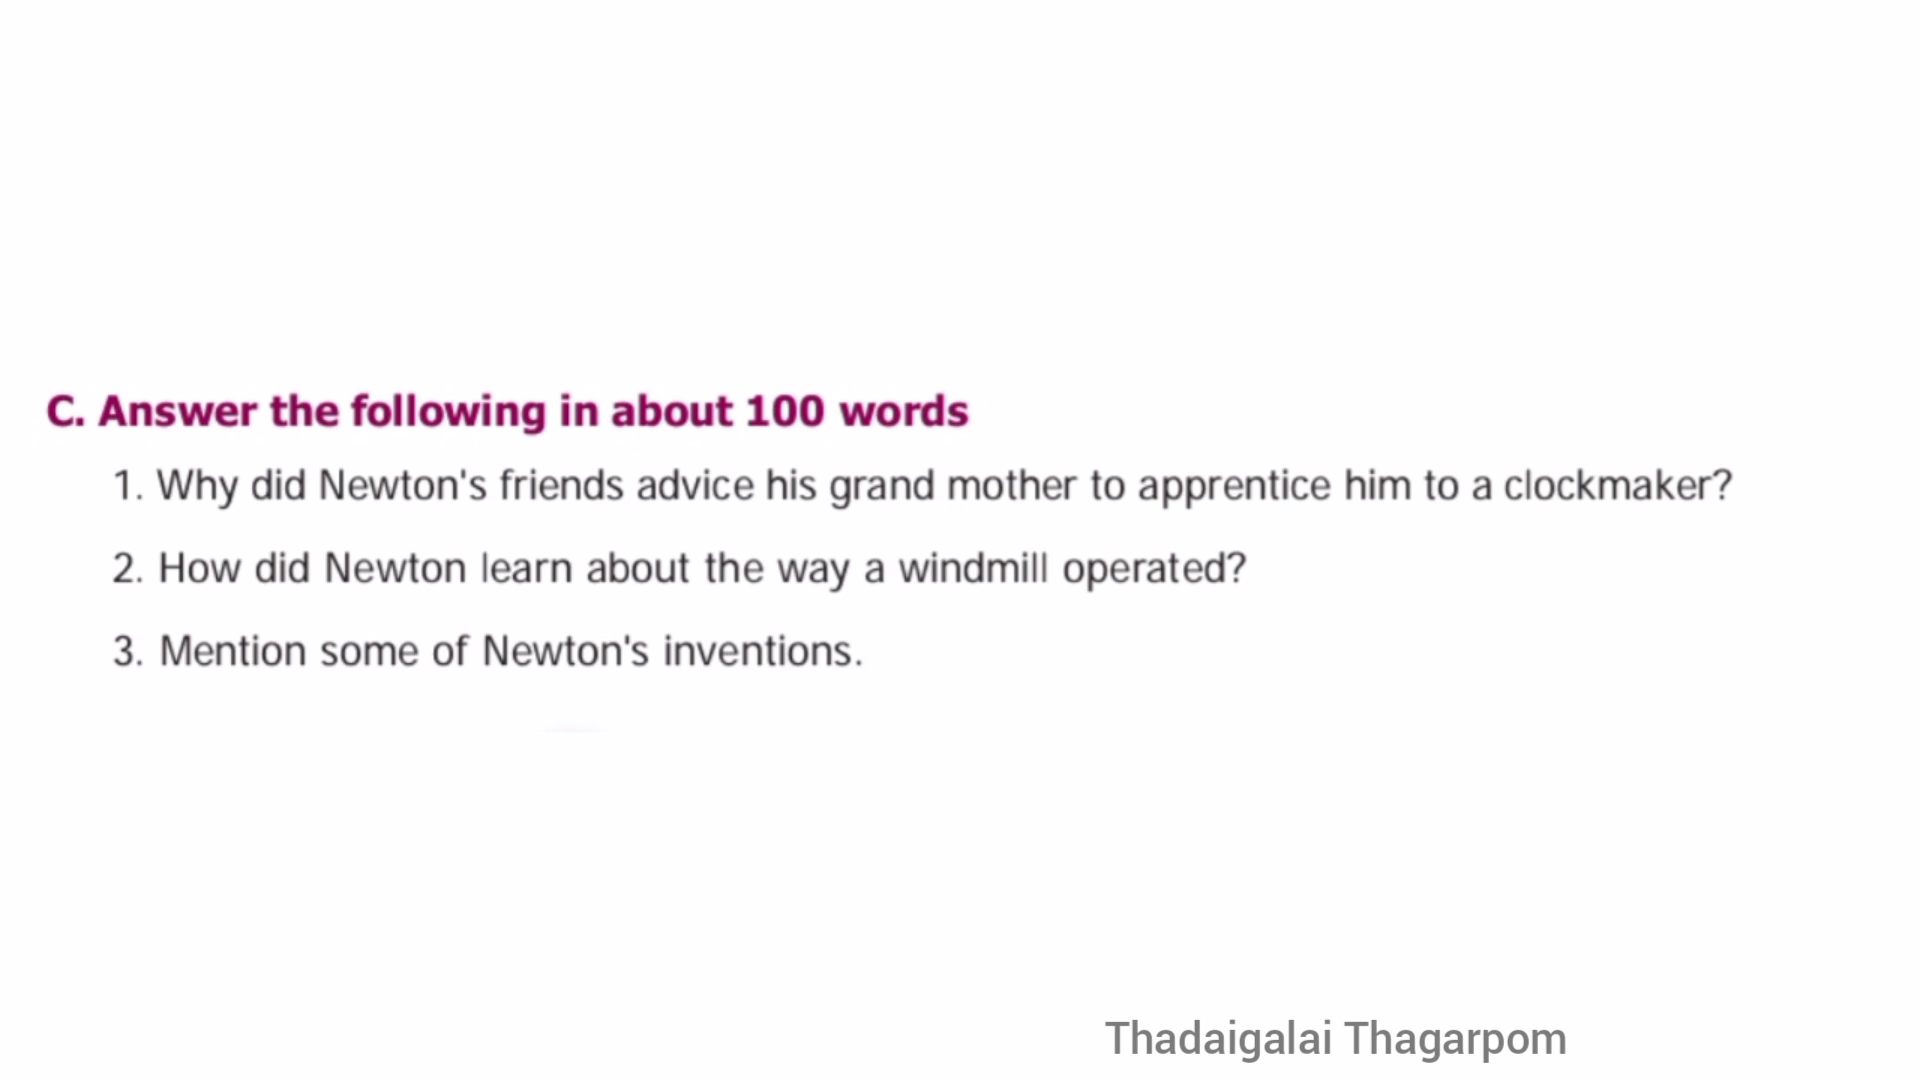 C. Answer the following in about 100 words
1. Why did Newton's friends advice his grand mother to apprentice him to a clockmaker?
2. How did Newton learn about the way a windmill operated?
3. Mention some of Newton's inventions.
Thadaigalai Thagarpom